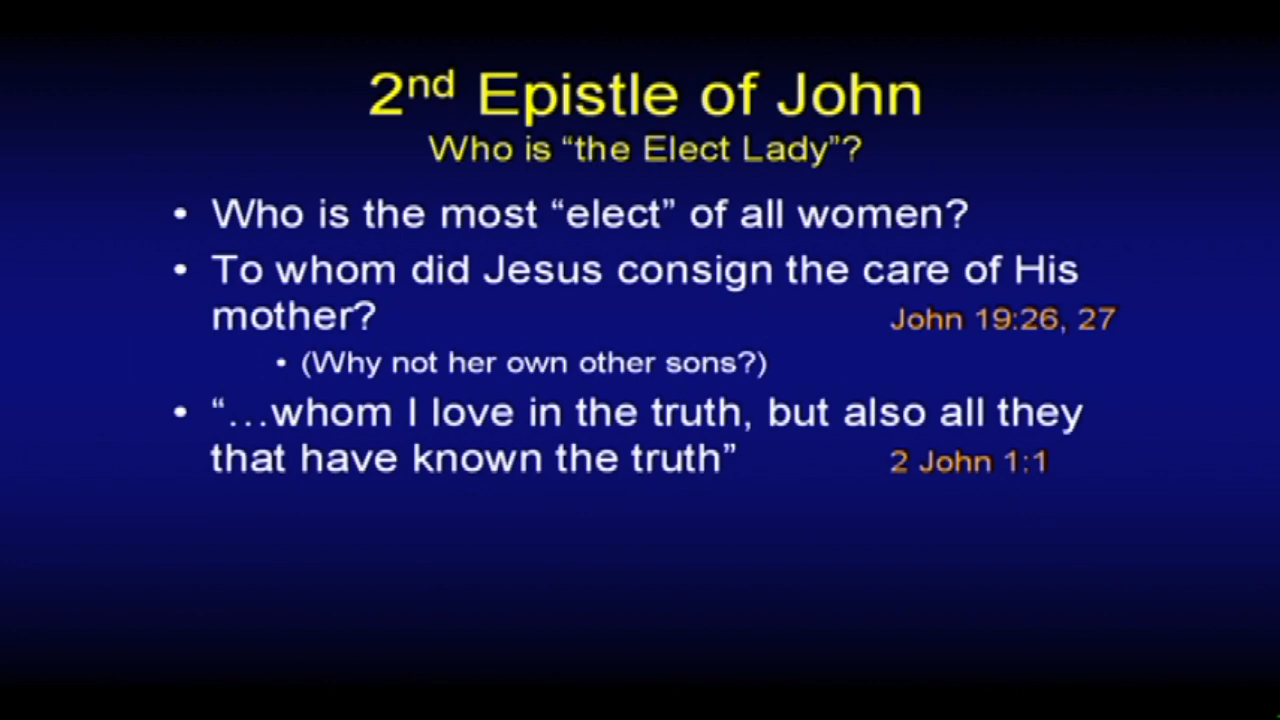 2nd Epistle of John
Who is “the Elect Lady”?
• Who is the most “elect” of all women?
• To whom did Jesus consign the care of His
mother? John 19:26, 27
• (Why not her own other sons?)
• “…whom I love in the truth, but also all they
that have known the truth” 2 John 1:1